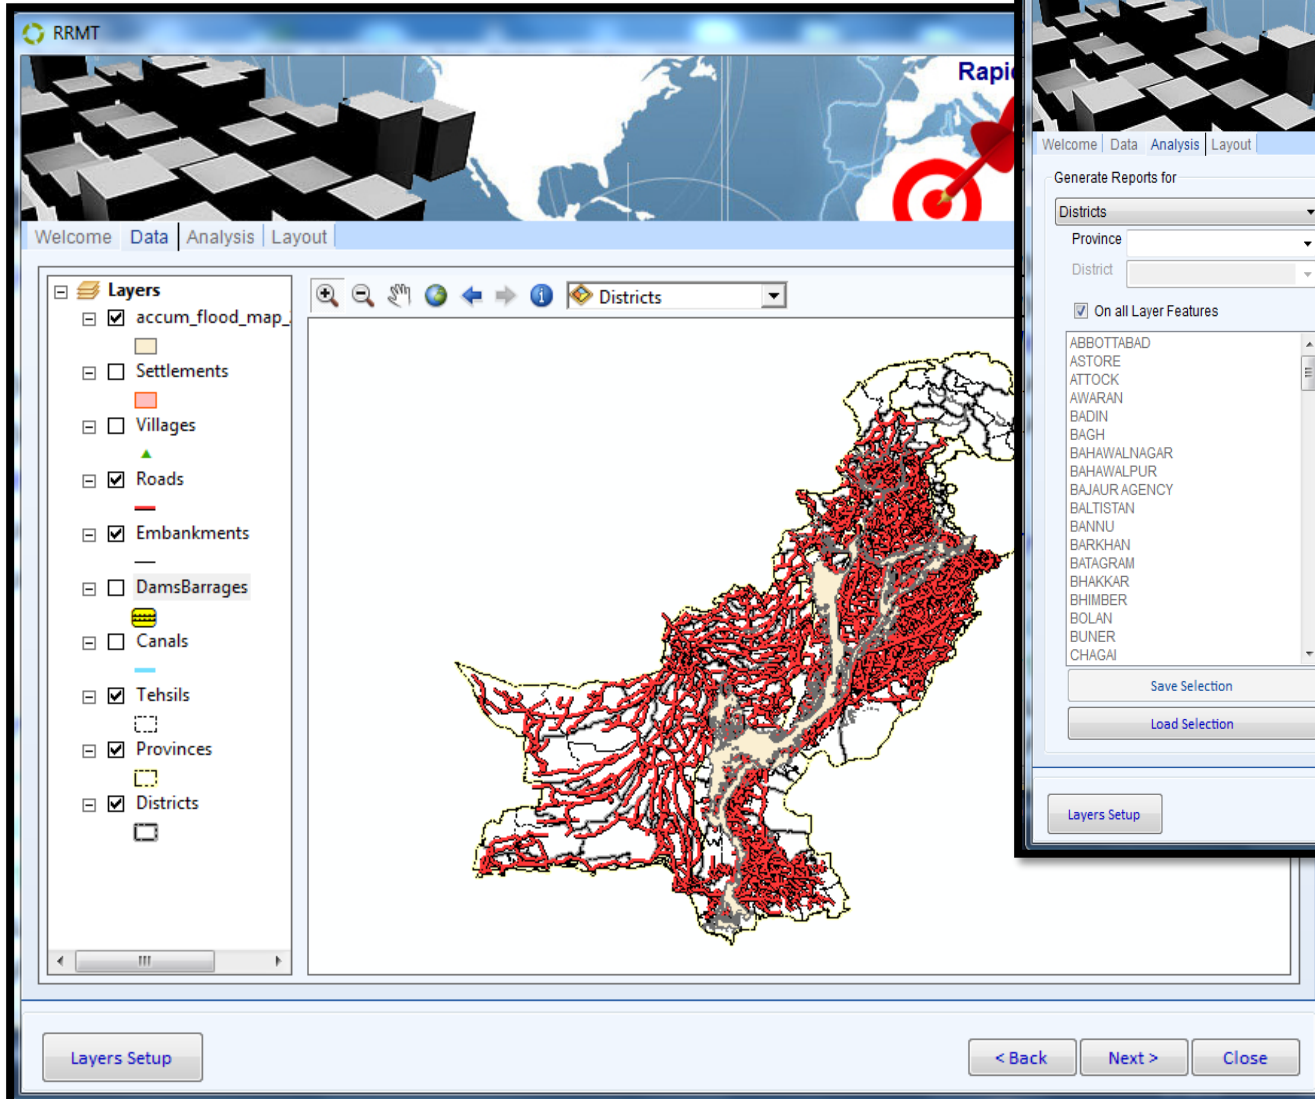 RRMT
Rapi
Welcome Data Analysis Layout
Layers
accum_flood_map_
Settlements
Villages
Roads
Embankments
DamsBarrages
Canals
Tehsils
Provinces
Districts
Districts
Layers Setup
< Back Next > Close
Welcome Data Analysis Layout
Generate Reports for
Districts
Province
District
On all Layer Features
ABBOTTABAD
ASTORE
ATTOCK
AWARAN
BADIN
BAGH
BAHAWALNAGAR
BAHAWALPUR
BAJAUR AGENCY
BALTISTAN
BANNU
BARKHAN
BATAGRAM
BHAKKAR
BHIMBER
BOLAN
BUNER
CHAGAI
Save Selection
Load Selection
Layers Setup